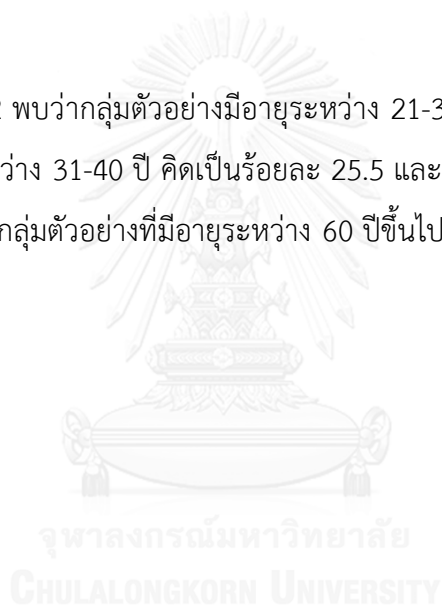 พบว่ากลุ่มตัวอย่างมีอายุระหว่าง 21-3
ว่าง 31-40 ปี คิดเป็นร้อยละ 25.5 และ
กลุ่มตัวอย่างที่มีอายุระหว่าง 60 ปีขึ้นไป
จุฬาลงกรณ์มหาวิทยาลัย
CHULALONGKORN UNIVERSITY